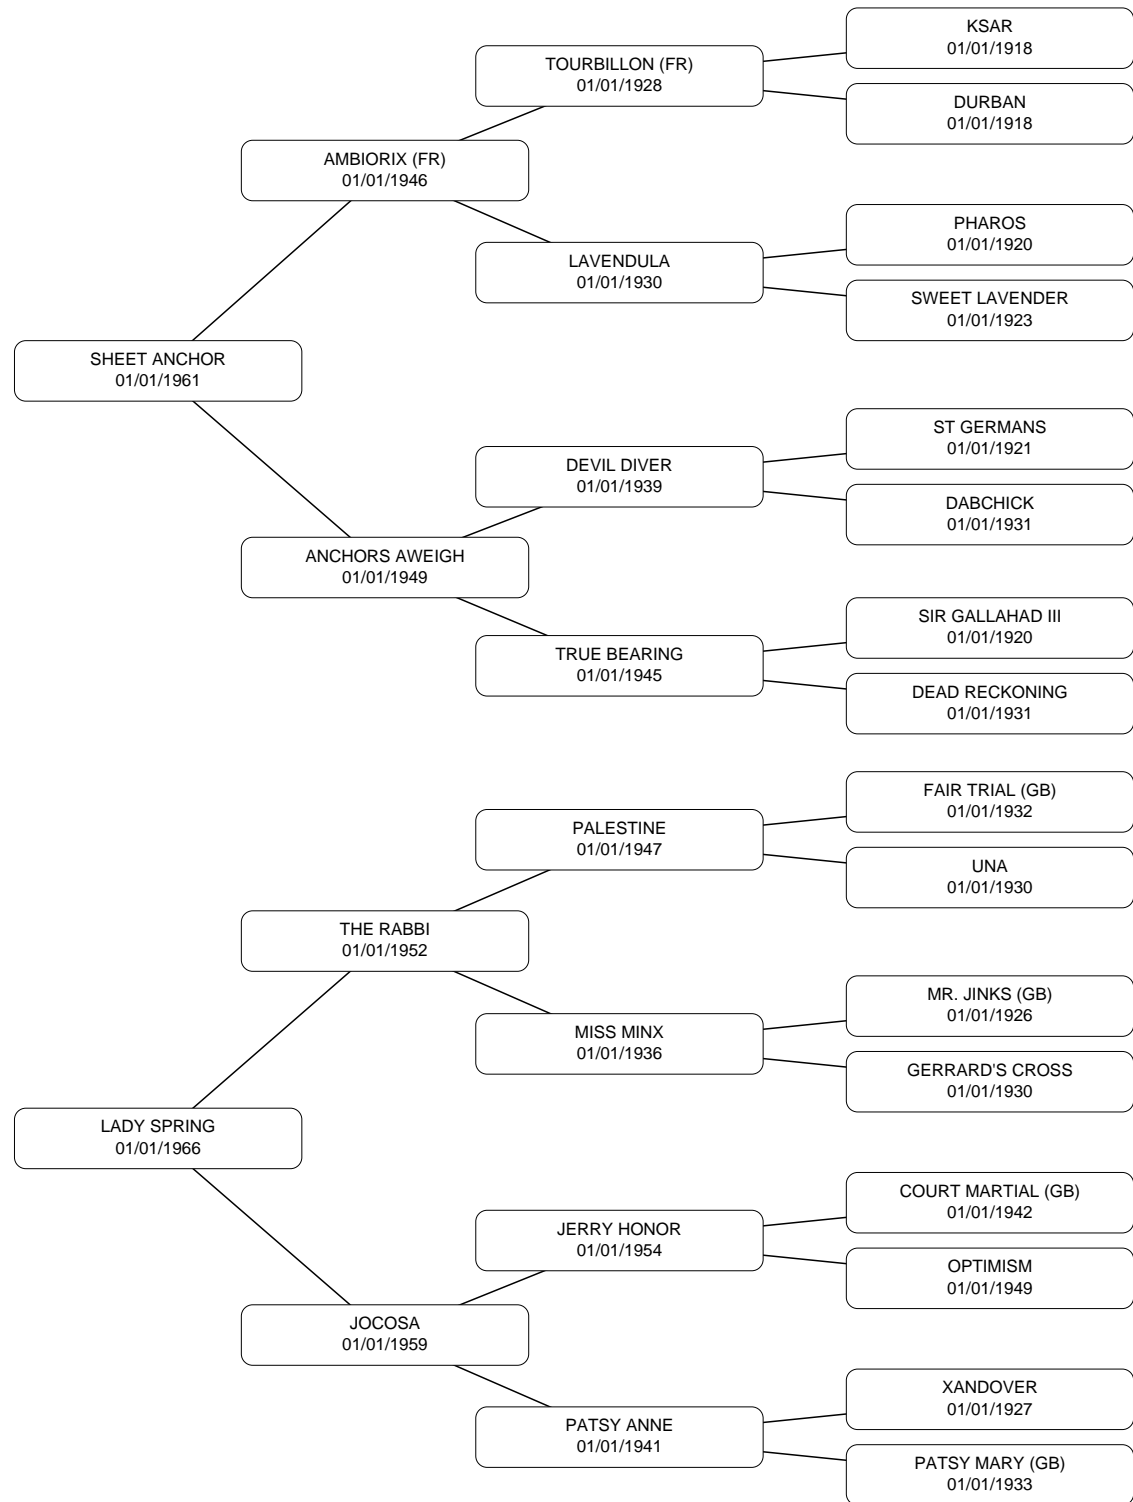 KSAR
01/01/1918
TOURBILLON (FR)
01/01/1928
DURBAN
01/01/1918
AMBIORIX (FR)
01/01/1946
PHAROS
01/01/1920
LAVENDULA
01/01/1930
SWEET LAVENDER
01/01/1923
SHEET ANCHOR
01/01/1961
ST GERMANS
01/01/1921
DEVIL DIVER
01/01/1939
DABCHICK
01/01/1931
ANCHORS AWEIGH
01/01/1949
SIR GALLAHAD III
01/01/1920
TRUE BEARING
01/01/1945
DEAD RECKONING
01/01/1931
FAIR TRIAL (GB)
01/01/1932
PALESTINE
01/01/1947
UNA
01/01/1930
THE RABBI
01/01/1952
MR. JINKS (GB)
01/01/1926
MISS MINX
01/01/1936
GERRARD'S CROSS
01/01/1930
LADY SPRING
01/01/1966
COURT MARTIAL (GB)
01/01/1942
JERRY HONOR
01/01/1954
OPTIMISM
01/01/1949
JOCOSA
01/01/1959
XANDOVER
01/01/1927
PATSY ANNE
01/01/1941
PATSY MARY (GB)
01/01/1933